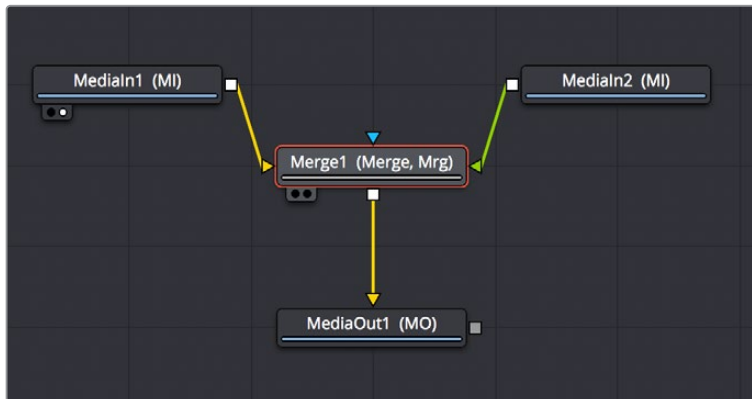 MediaIn1 (MI)
MediaIn2 (MI)
Merge1 (Merge, Mrg)
MediaOut1 (MO)